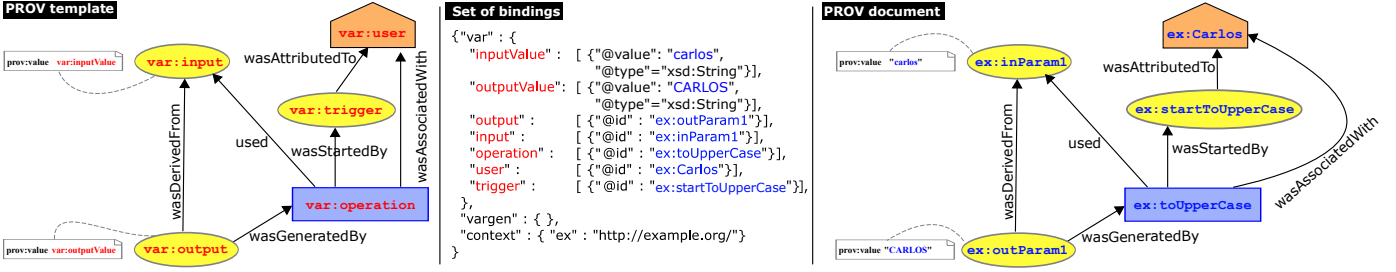 PROV template
var:user
prov:value var:inputValue
var:input
wasAttributedTo
var:trigger
wasAssociatedWith
wasDerivedFrom
used
wasStartedBy
var:operation
prov:value var:outputValue
var:output
wasGeneratedBy
Set of bindings
{"var" : {
"inputValue" : [ {"@value": "carlos",
"@type"="xsd:String"}],
"outputValue": [ {"@value": "CARLOS",
"@type"="xsd:String"}],
"output" : [ {"@id" : "ex:outParam1"}],
"input" : [ {"@id" : "ex:inParam1"}],
"operation" : [ {"@id" : "ex:toUpperCase"}],
"user" : [ {"@id" : "ex:Carlos"}],
"trigger" : [ {"@id" : "ex:startToUpperCase"}],
},
"vargen" : { },
"context" : { "ex" : "http://example.org/"}
}
PROV document
ex:Carlos
prov:value "carlos"
ex:inParam1
wasAttributedTo
ex:startToUpperCase
wasDerivedFrom
used
wasStartedBy
wasAssociatedWith
ex:toUpperCase
prov:value "CARLOS"
ex:outParam1
wasGeneratedBy